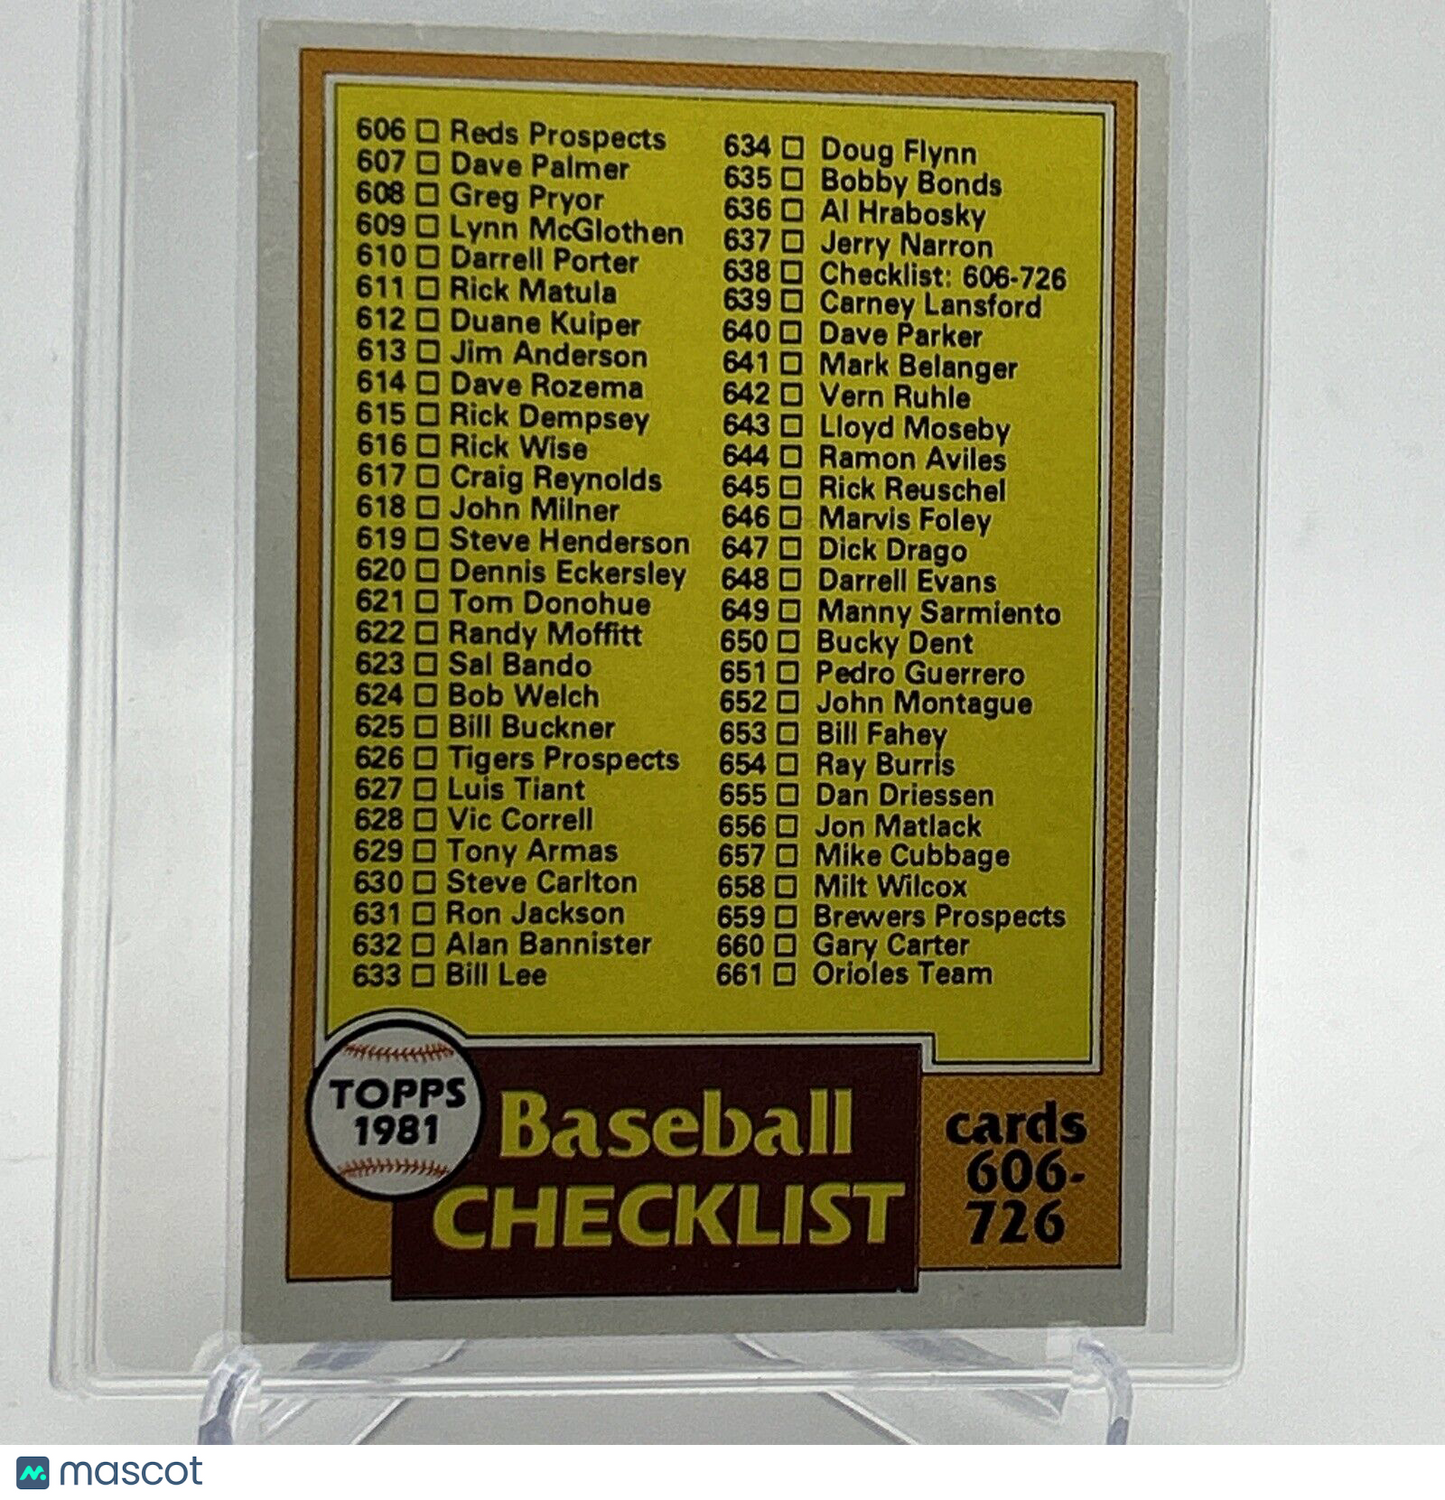 606 □ Reds Prospects
607 □ Dave Palmer
608 □ Greg Pryor
609 □ Lynn McGlothen
610 □ Darrell Porter
611 □ Rick Matula
612 □ Duane Kuiper
613 □ Jim Anderson
614 □ Dave Rozema
615 □ Rick Dempsey
616 □ Rick Wise
617 □ Craig Reynolds
618 □ John Milner
619 □ Steve Henderson
620 □ Dennis Eckersley
621 □ Tom Donohue
622 □ Randy Moffitt
623 □ Sal Bando
624 □ Bob Welch
625 □ Bill Buckner
626 □ Tigers Prospects
627 □ Luis Tiant
628 □ Vic Correll
629 □ Tony Armas
630 □ Steve Carlton
631 □ Ron Jackson
632 □ Alan Bannister
633 □ Bill Lee
634 □ Doug Flynn
635 □ Bobby Bonds
636 □ Al Hrabosky
637 □ Jerry Narron
638 □ Checklist: 606-726
639 □ Carney Lansford
640 □ Dave Parker
641 □ Mark Belanger
642 □ Vern Ruhle
643 □ Lloyd Moseby
644 □ Ramon Aviles
645 □ Rick Reuschel
646 □ Marvis Foley
647 □ Dick Drago
648 □ Darrell Evans
649 □ Manny Sarmiento
650 □ Bucky Dent
651 □ Pedro Guerrero
652 □ John Montague
653 □ Bill Fahey
654 □ Ray Burris
655 □ Dan Driessen
656 □ Jon Matlack
657 □ Mike Cubbage
658 □ Milt Wilcox
659 □ Brewers Prospects
660 □ Gary Carter
661 □ Orioles Team
TOPPS
1981
Baseball
CHECKLIST
cards
606-
726
mascot